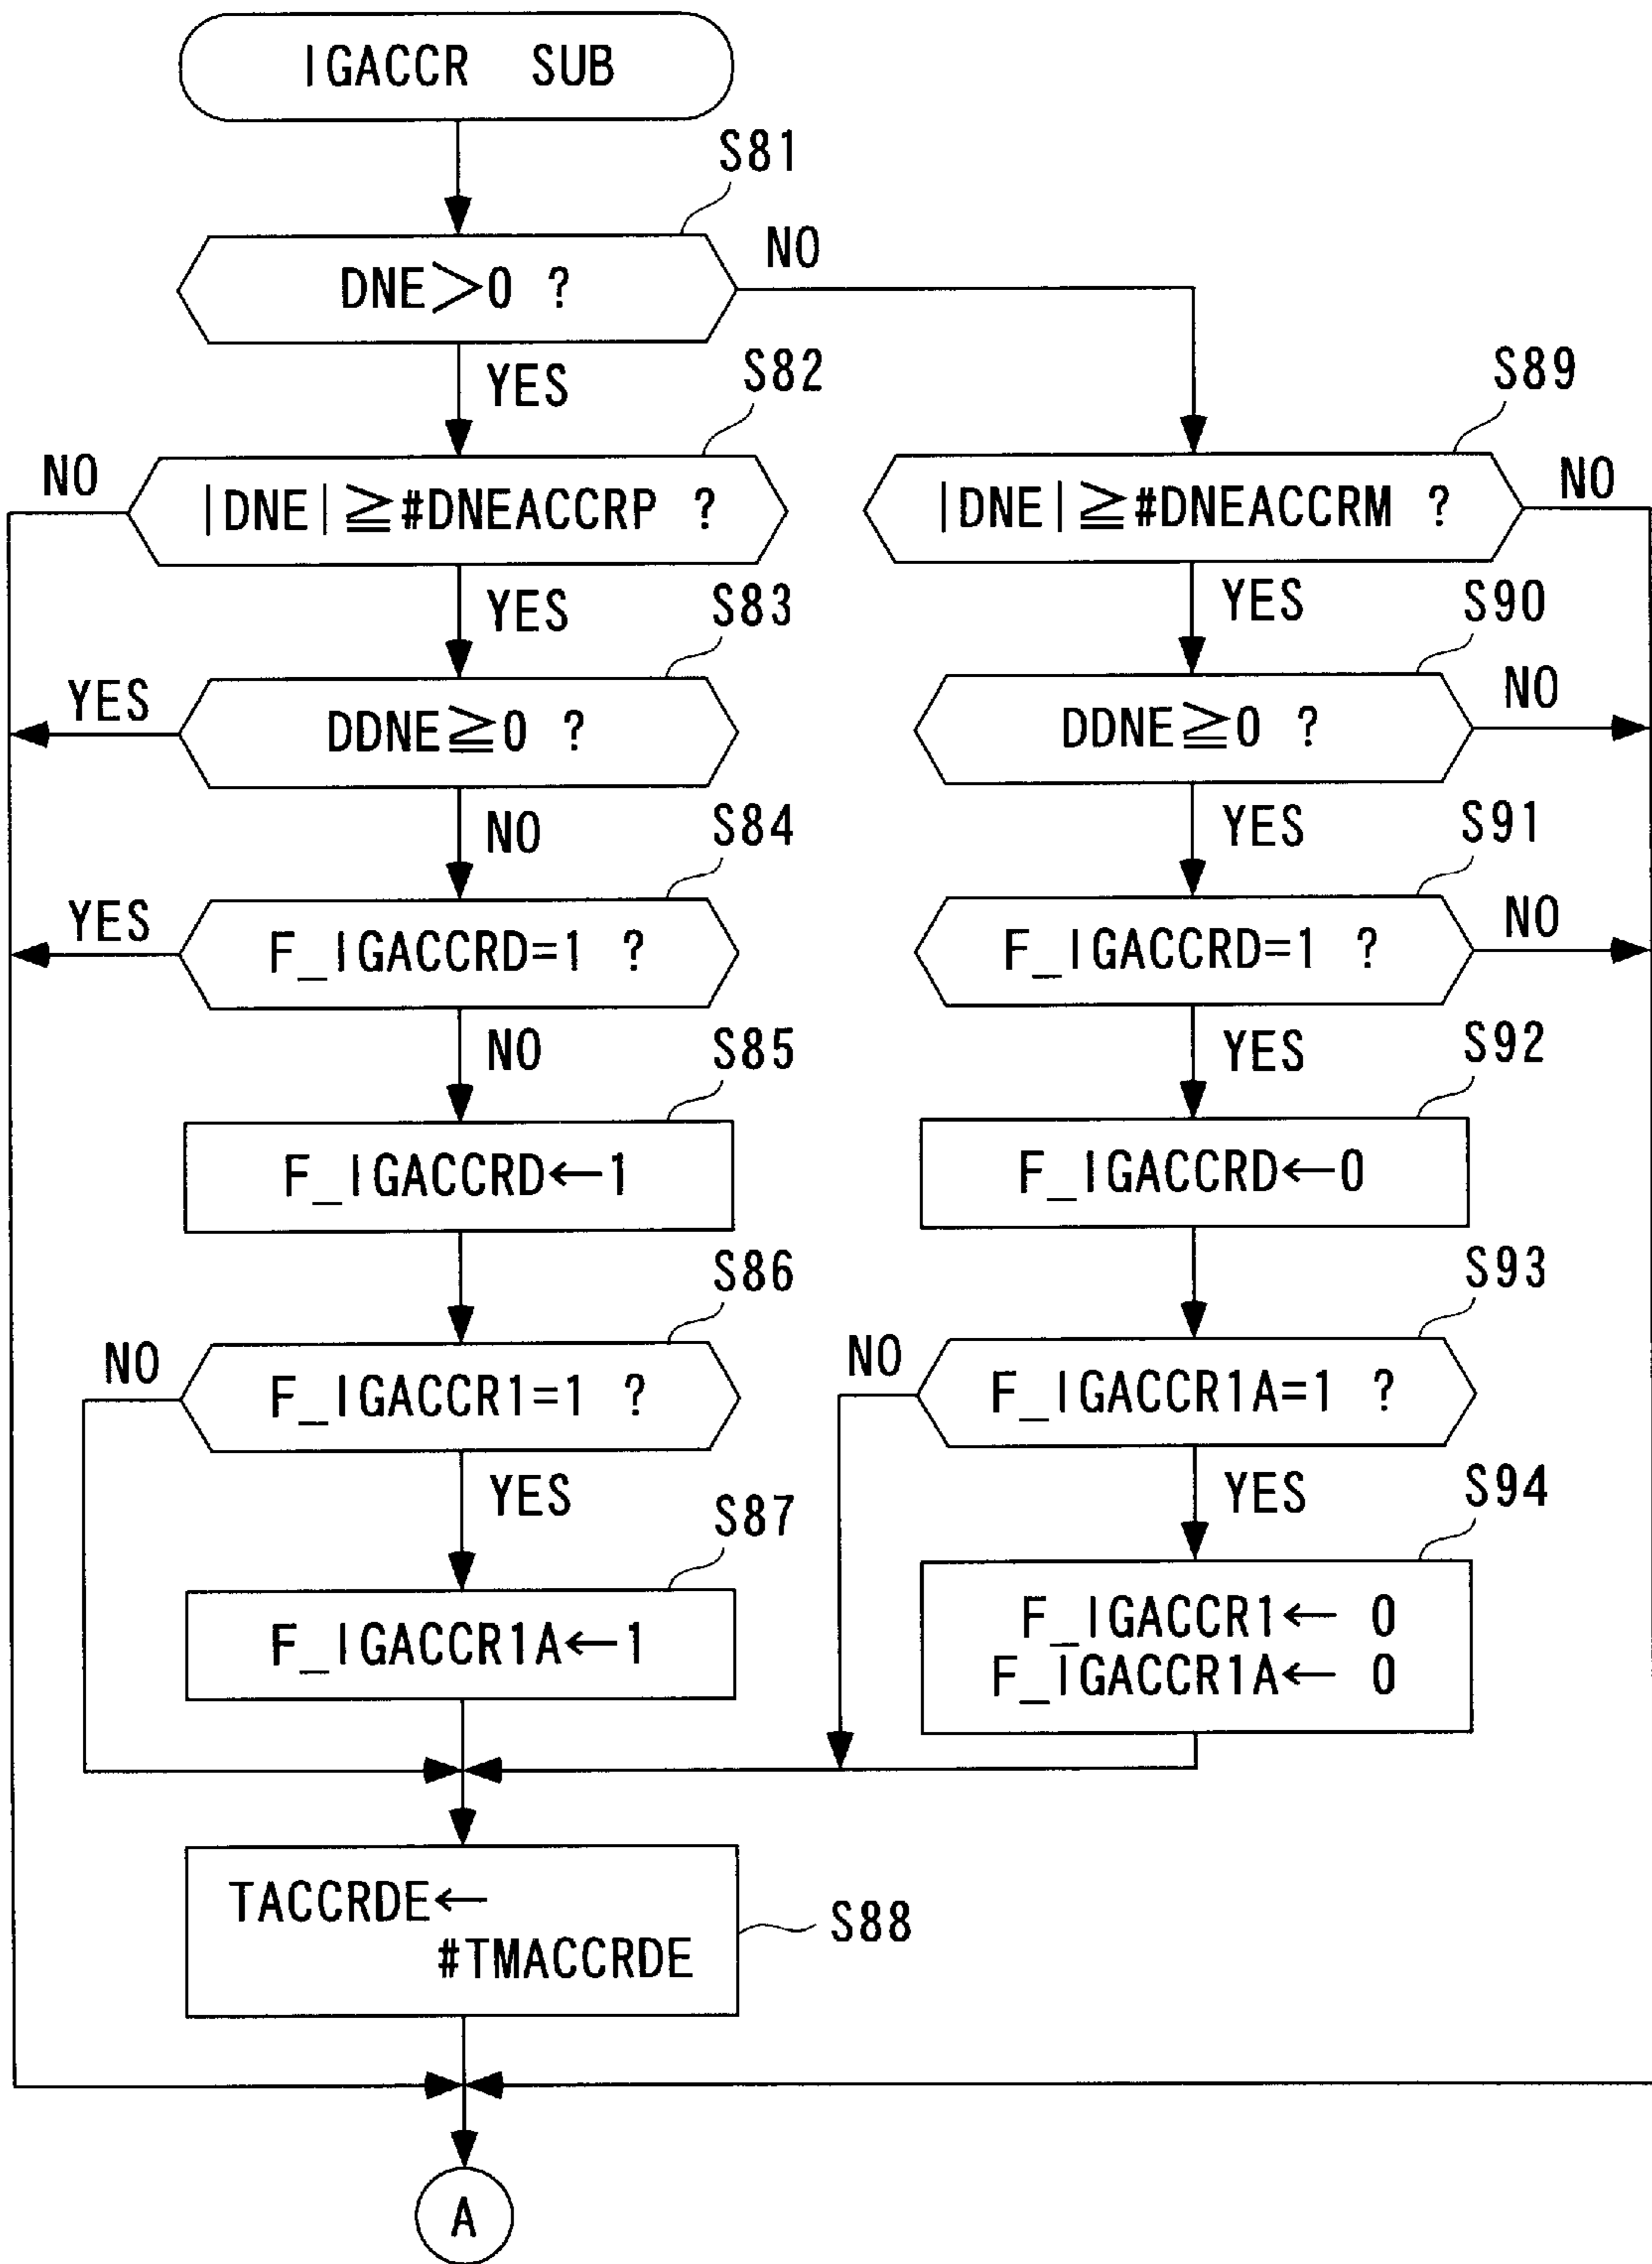 IGACCR SUB
S81
DNE>0 ?
NO
YES
S82
S89
NO
|DNE|≧#DNEACCRP ?
|DNE|≧#DNEACCRM ?
NO
YES
S83
YES
S90
YES
DDNE≧0 ?
DDNE≧0 ?
NO
NO
S84
YES
S91
YES
F_IGACCRD=1 ?
F_IGACCRD=1 ?
NO
NO
S85
YES
S92
F_IGACCRD←1
F_IGACCRD←0
S86
S93
NO
F_IGACCR1=1 ?
NO
F_IGACCR1A=1 ?
YES
S87
YES
S94
F_IGACCR1A←1
F_IGACCR1← 0
F_IGACCR1A← 0
TACCRDE←
#TMACCRDE
S88
A